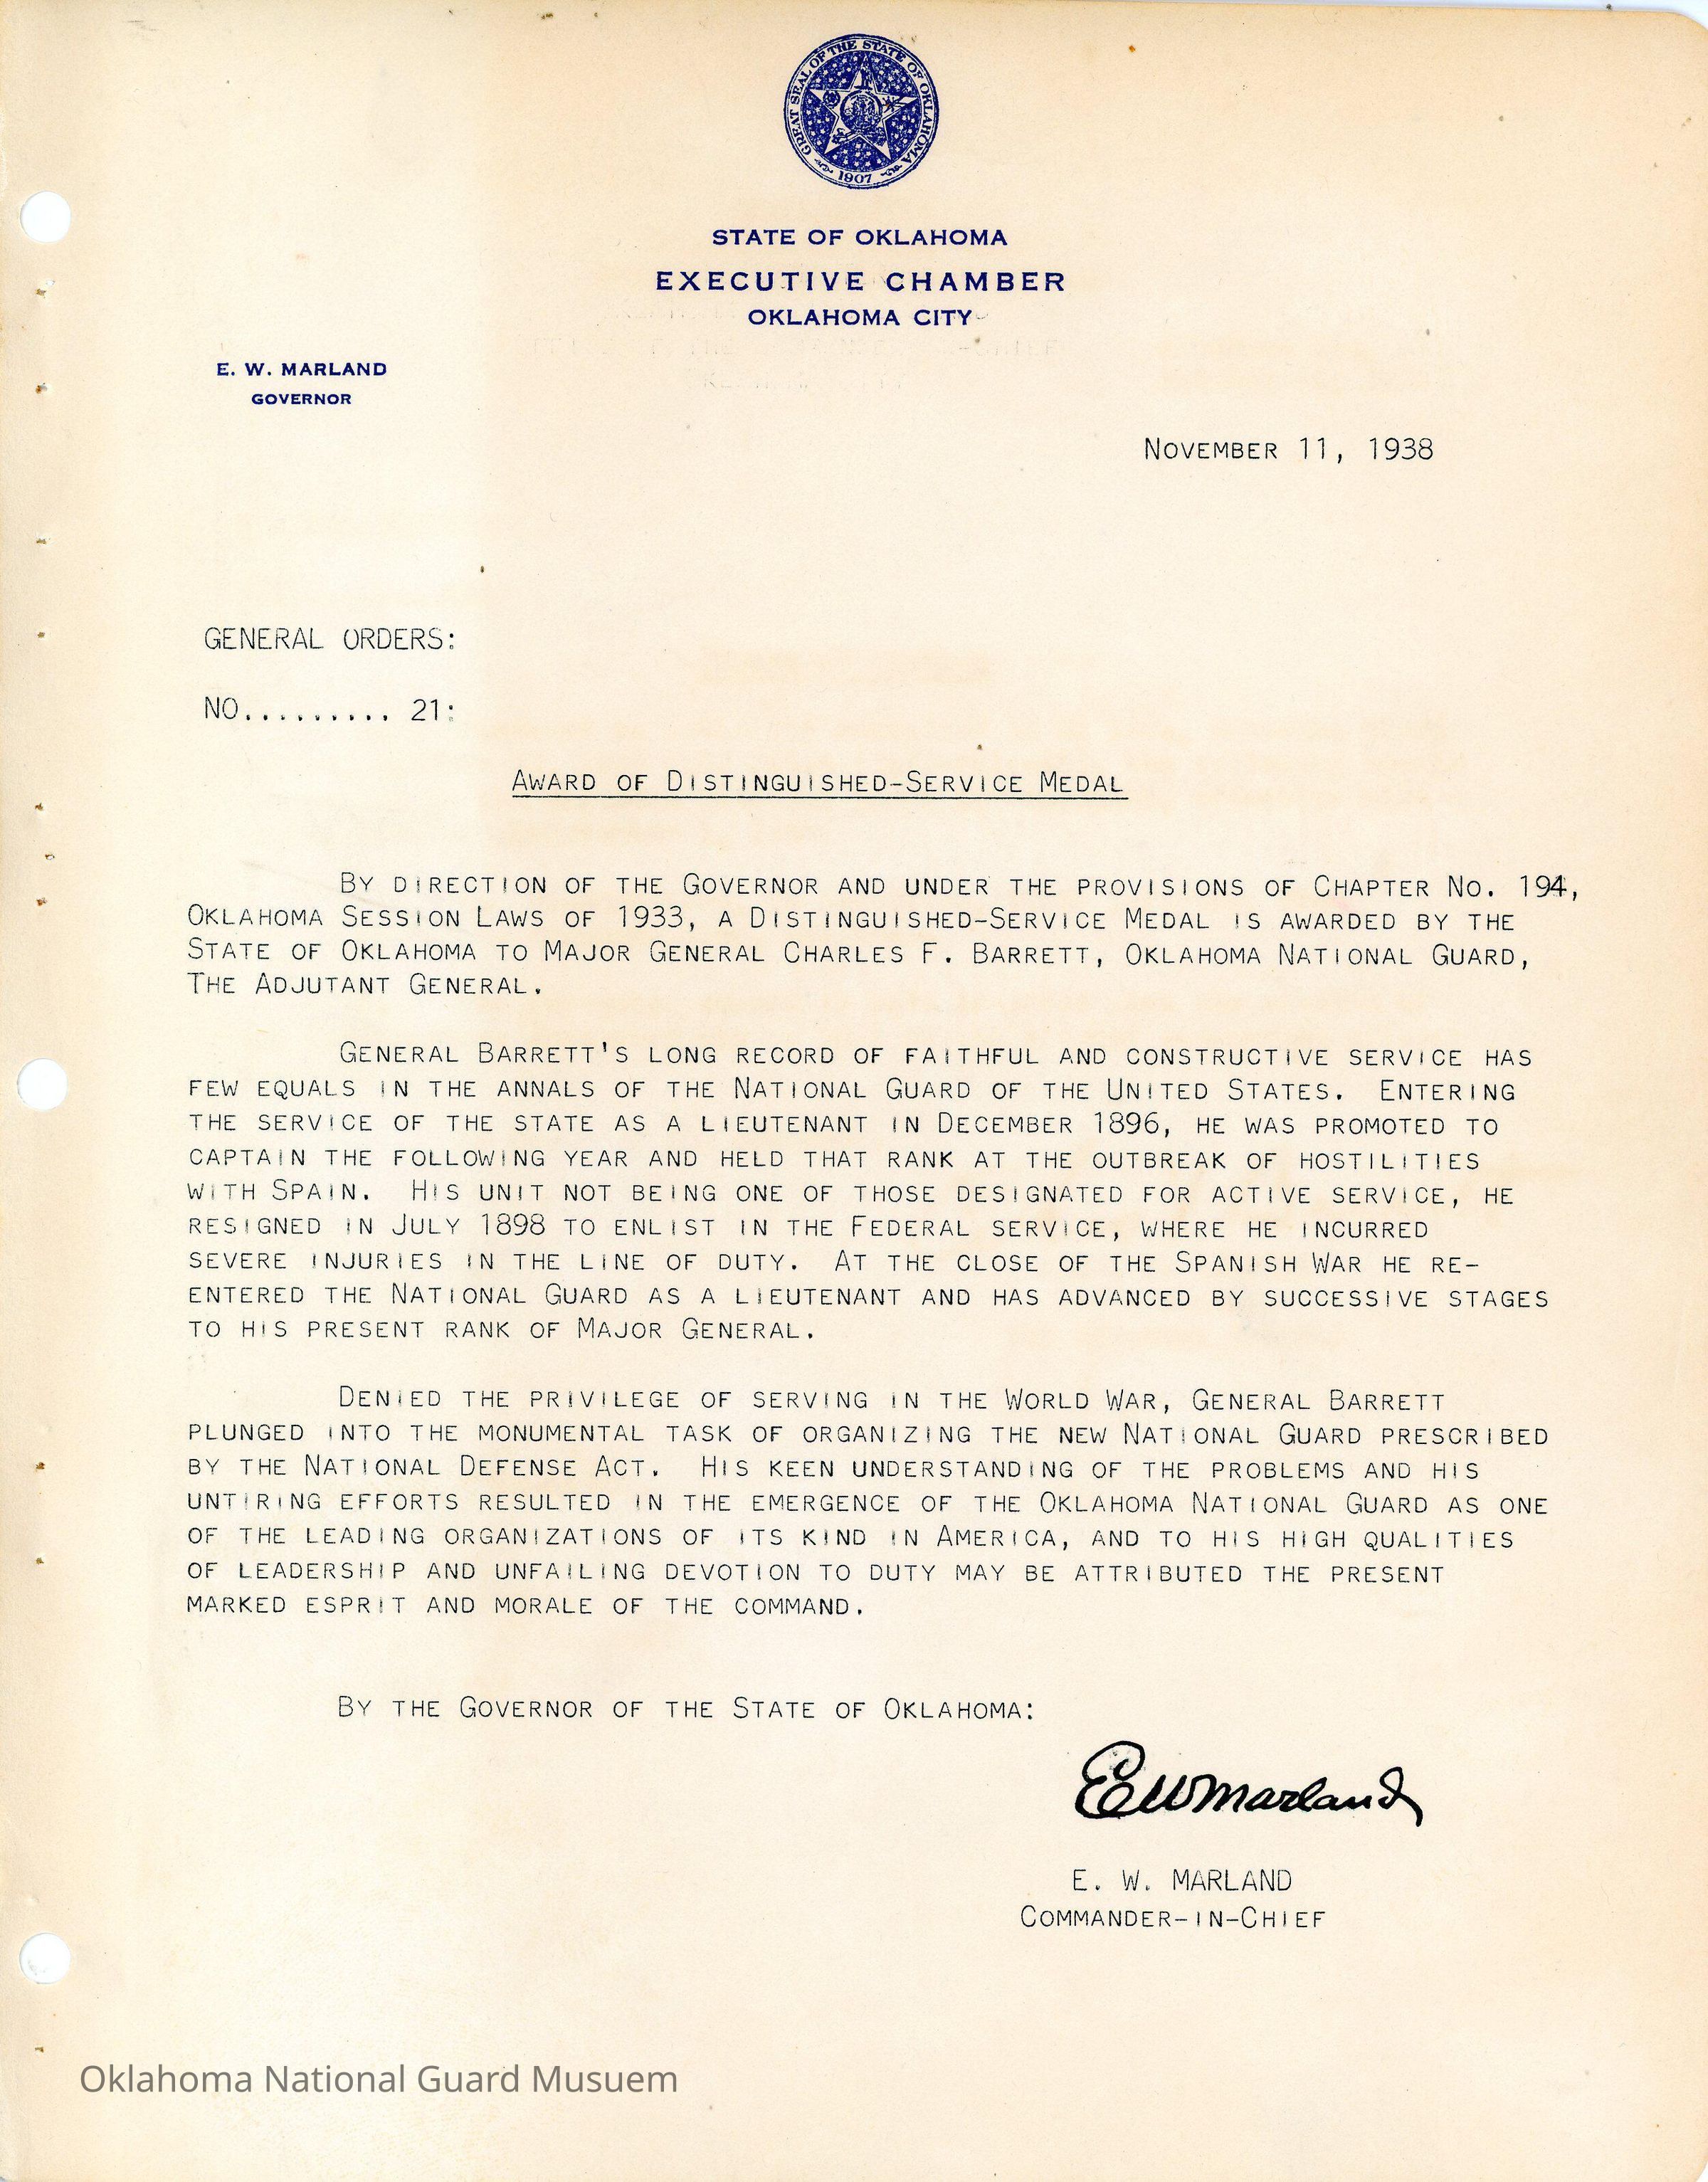 GREAT SEAL OF THE STATE OF OKLAHOMA
1907
STATE OF OKLAHOMA
EXECUTIVE CHAMBER
OKLAHOMA CITY
E. W. MARLAND
GOVERNOR
NOVEMBER 11, 1938
GENERAL ORDERS:
NO......... 21:
AWARD OF DISTINGUISHED-SERVICE MEDAL
BY DIRECTION OF THE GOVERNOR AND UNDER THE PROVISIONS OF CHAPTER NO. 194,
OKLAHOMA SESSION LAWS OF 1933, A DISTINGUISHED-SERVICE MEDAL IS AWARDED BY THE
STATE OF OKLAHOMA TO MAJOR GENERAL CHARLES F. BARRETT, OKLAHOMA NATIONAL GUARD,
THE ADJUTANT GENERAL.
GENERAL BARRETT'S LONG RECORD OF FAITHFUL AND CONSTRUCTIVE SERVICE HAS
FEW EQUALS IN THE ANNALS OF THE NATIONAL GUARD OF THE UNITED STATES. ENTERING
THE SERVICE OF THE STATE AS A LIEUTENANT IN DECEMBER 1896, HE WAS PROMOTED TO
CAPTAIN THE FOLLOWING YEAR AND HELD THAT RANK AT THE OUTBREAK OF HOSTILITIES
WITH SPAIN. HIS UNIT NOT BEING ONE OF THOSE DESIGNATED FOR ACTIVE SERVICE, HE
RESIGNED IN JULY 1898 TO ENLIST IN THE FEDERAL SERVICE, WHERE HE INCURRED
SEVERE INJURIES IN THE LINE OF DUTY. AT THE CLOSE OF THE SPANISH WAR HE RE-
ENTERED THE NATIONAL GUARD AS A LIEUTENANT AND HAS ADVANCED BY SUCCESSIVE STAGES
TO HIS PRESENT RANK OF MAJOR GENERAL.
DENIED THE PRIVILEGE OF SERVING IN THE WORLD WAR, GENERAL BARRETT
PLUNGED INTO THE MONUMENTAL TASK OF ORGANIZING THE NEW NATIONAL GUARD PRESCRIBED
BY THE NATIONAL DEFENSE ACT. HIS KEEN UNDERSTANDING OF THE PROBLEMS AND HIS
UNTIRING EFFORTS RESULTED IN THE EMERGENCE OF THE OKLAHOMA NATIONAL GUARD AS ONE
OF THE LEADING ORGANIZATIONS OF ITS KIND IN AMERICA, AND TO HIS HIGH QUALITIES
OF LEADERSHIP AND UNFAILING DEVOTION TO DUTY MAY BE ATTRIBUTED THE PRESENT
MARKED ESPRIT AND MORALE OF THE COMMAND.
BY THE GOVERNOR OF THE STATE OF OKLAHOMA:
E W Marland
E. W. MARLAND
COMMANDER-IN-CHIEF
Oklahoma National Guard Musuem